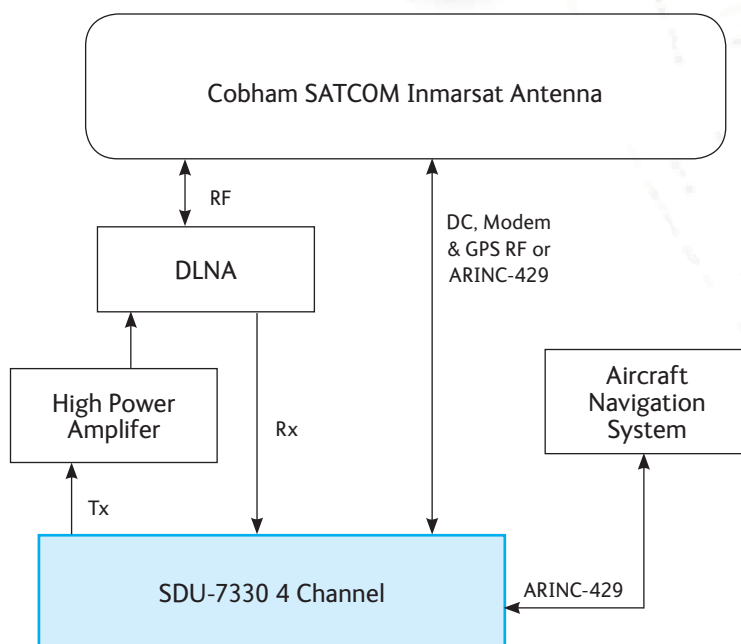 Cobham SATCOM Inmarsat Antenna
RF
DC, Modem
& GPS RF or
ARINC-429
DLNA
High Power
Amplifer
Aircraft
Navigation
System
Rx
Tx
SDU-7330 4 Channel
ARINC-429